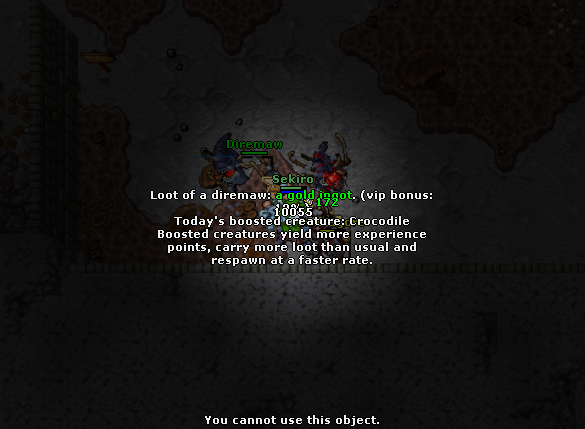 Diremaw
Sekiro
Loot of a diremaw: a gold ingot. (vip bonus:
172
10055
Today's boosted creature: Crocodile
Boosted creatures yield more experience
points, carry more loot than usual and
respawn at a faster rate.
You cannot use this object.